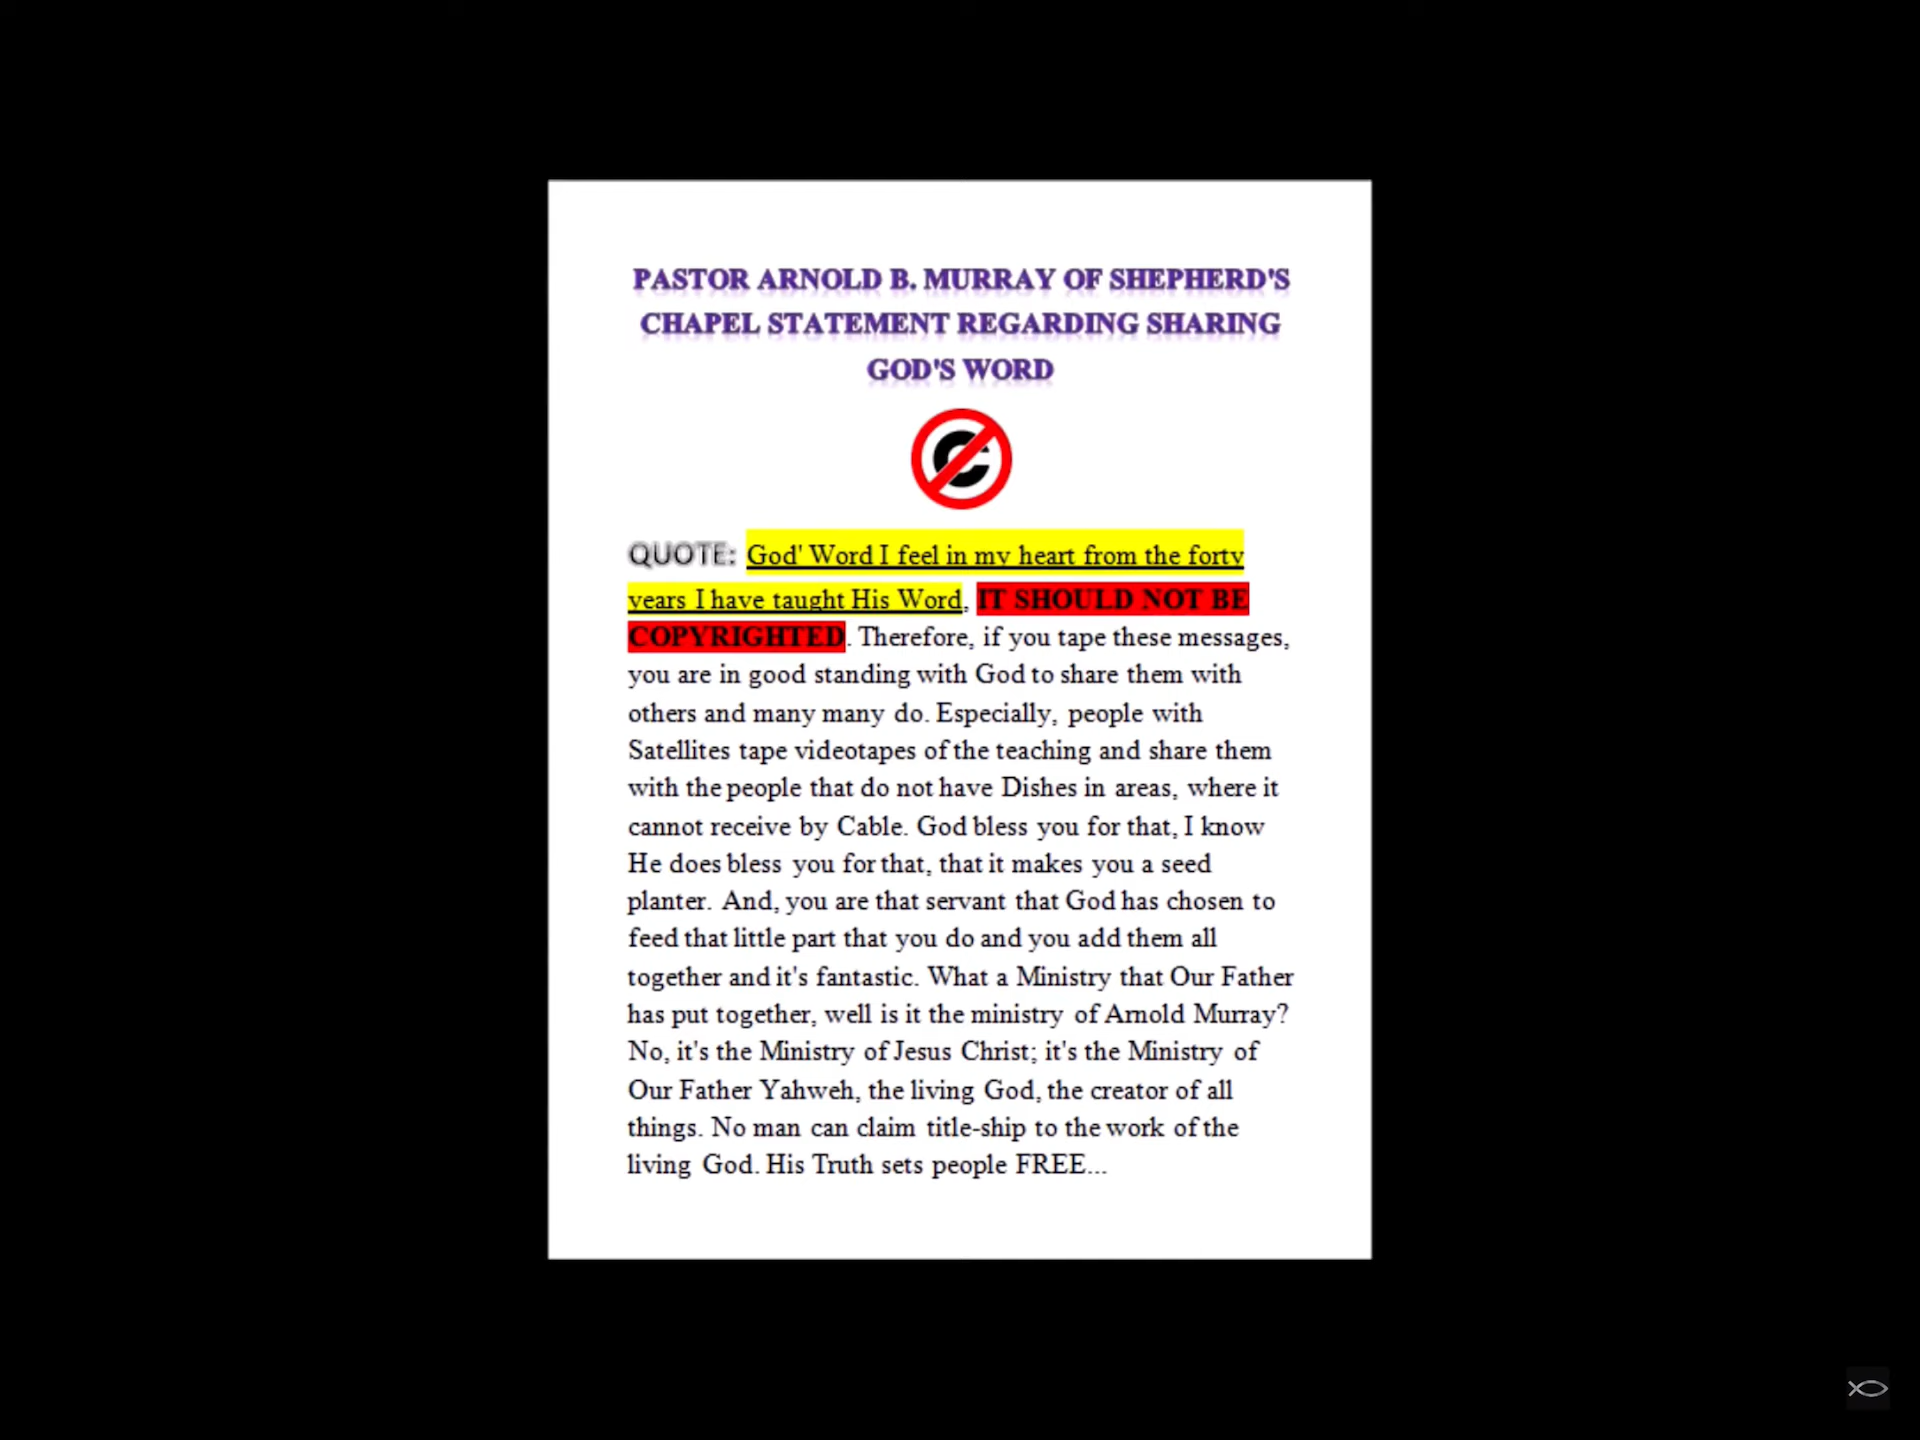 PASTOR ARNOLD B. MURRAY OF SHEPHERD'S
CHAPEL STATEMENT REGARDING SHARING
GOD'S WORD
C
QUOTE: God' Word I feel in my heart from the forty
years I have taught His Word, IT SHOULD NOT BE
COPYRIGHTED. Therefore, if you tape these messages,
you are in good standing with God to share them with
others and many many do. Especially, people with
Satellites tape videotapes of the teaching and share them
with the people that do not have Dishes in areas, where it
cannot receive by Cable. God bless you for that, I know
He does bless you for that, that it makes you a seed
planter. And, you are that servant that God has chosen to
feed that little part that you do and you add them all
together and it's fantastic. What a Ministry that Our Father
has put together, well is it the ministry of Arnold Murray?
No, it's the Ministry of Jesus Christ; it's the Ministry of
Our Father Yahweh, the living God, the creator of all
things. No man can claim title-ship to the work of the
living God. His Truth sets people FREE...